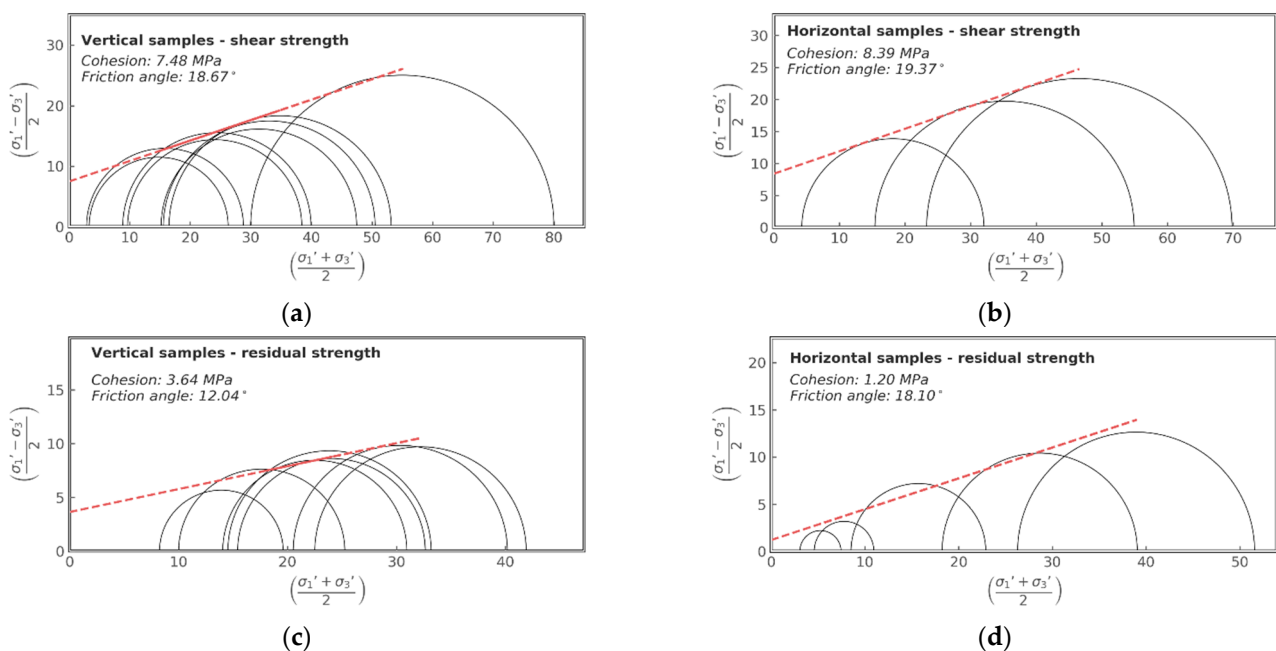 Vertical samples - shear strength
Cohesion: 7.48 MPa
Friction angle: 18.67°
30
20
10
0
0 10 20 30 40 50 60 70 80
(σ₁' − σ₃' / 2)
(σ₁' + σ₃' / 2)
(a)
Horizontal samples - shear strength
Cohesion: 8.39 MPa
Friction angle: 19.37°
30
25
20
15
10
5
0
0 10 20 30 40 50 60 70
(σ₁' − σ₃' / 2)
(σ₁' + σ₃' / 2)
(b)
Vertical samples - residual strength
Cohesion: 3.64 MPa
Friction angle: 12.04°
15
10
5
0
0 10 20 30 40
(σ₁' − σ₃' / 2)
(σ₁' + σ₃' / 2)
(c)
Horizontal samples - residual strength
Cohesion: 1.20 MPa
Friction angle: 18.10°
20
15
10
5
0
0 10 20 30 40 50
(σ₁' − σ₃' / 2)
(σ₁' + σ₃' / 2)
(d)